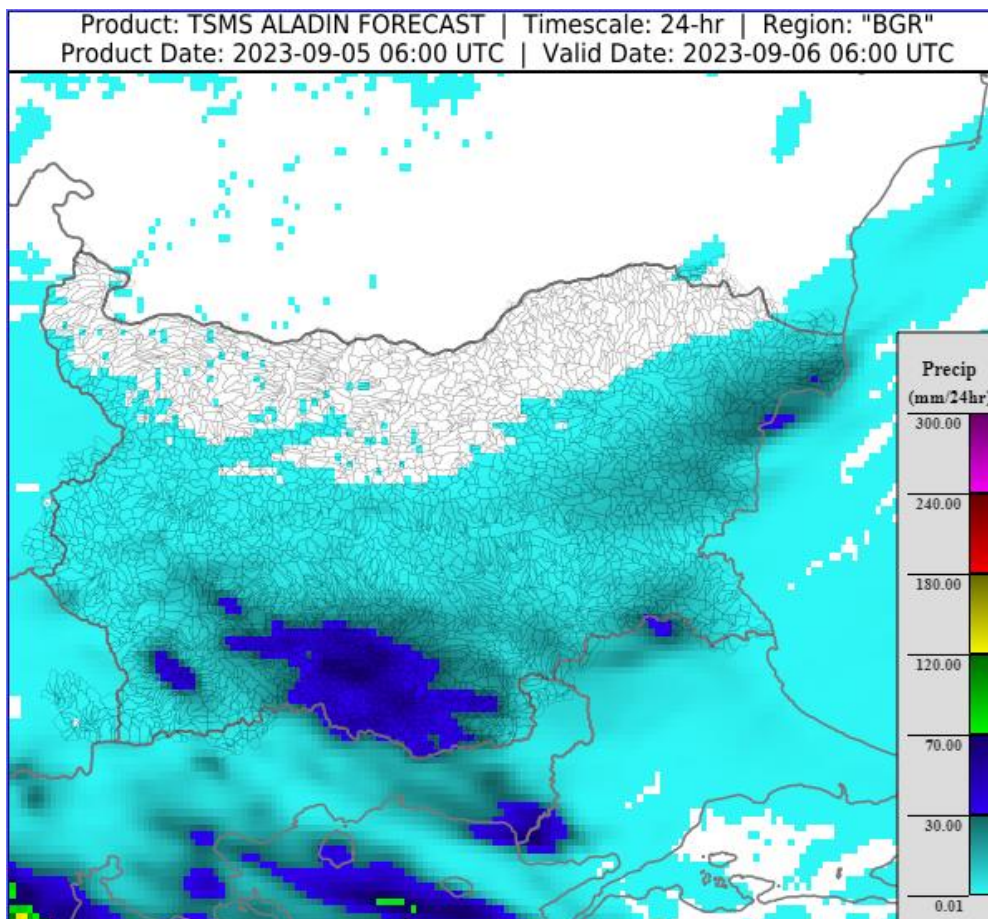 Product: TSMS ALADIN FORECAST | Timescale: 24-hr | Region: "BGR"
Product Date: 2023-09-05 06:00 UTC | Valid Date: 2023-09-06 06:00 UTC
Precip
(mm/24hr)
300.00
240.00
180.00
120.00
70.00
30.00
0.01